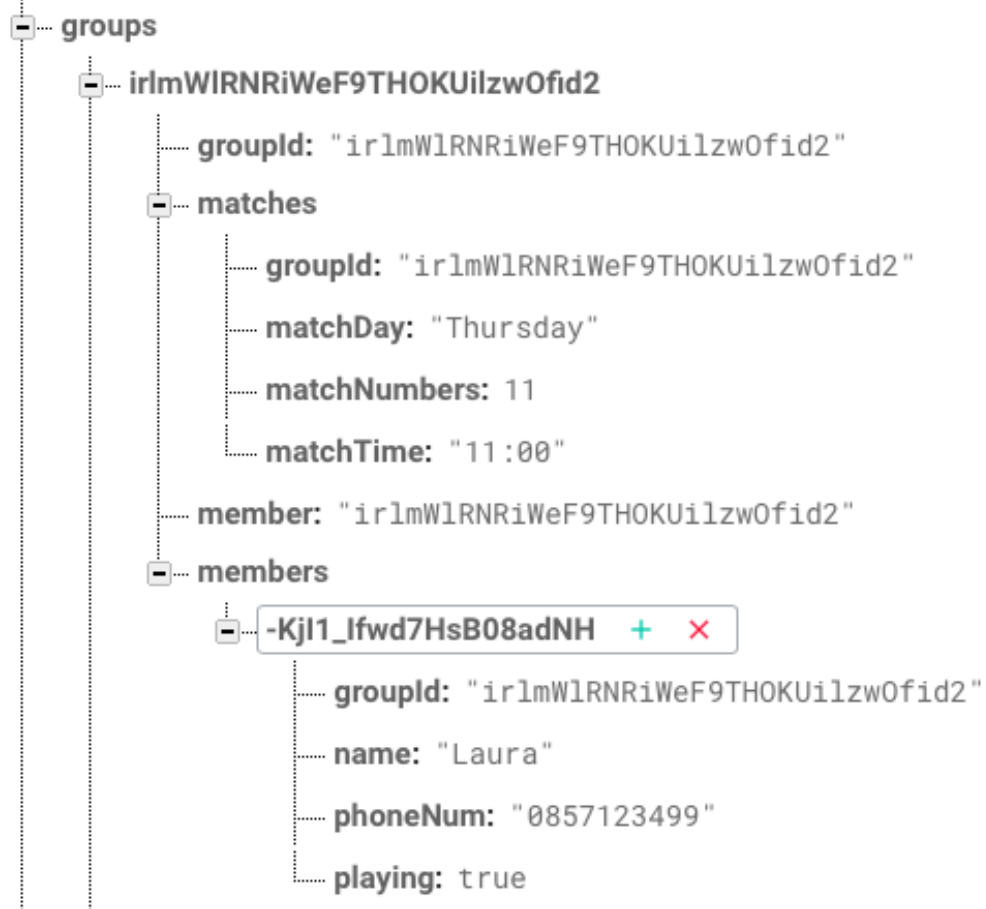 groups
irlmWlRNRiWeF9THOKUilzwOfid2
groupId: "irlmWlRNRiWeF9THOKUilzwOfid2"
matches
groupId: "irlmWlRNRiWeF9THOKUilzwOfid2"
matchDay: "Thursday"
matchNumbers: 11
matchTime: "11:00"
member: "irlmWlRNRiWeF9THOKUilzwOfid2"
members
-KjI1_lfwd7HsB08adNH
groupId: "irlmWlRNRiWeF9THOKUilzwOfid2"
name: "Laura"
phoneNum: "0857123499"
playing: true